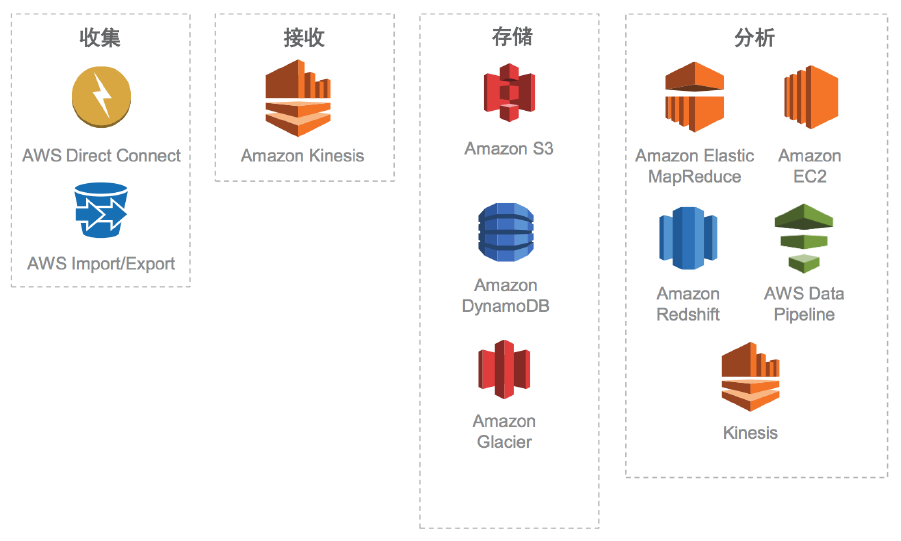 收集
AWS Direct Connect
AWS Import/Export
接收
Amazon Kinesis
存储
Amazon S3
Amazon
DynamoDB
Amazon
Glacier
分析
Amazon Elastic
MapReduce
Amazon
EC2
Amazon
Redshift
AWS Data
Pipeline
Kinesis